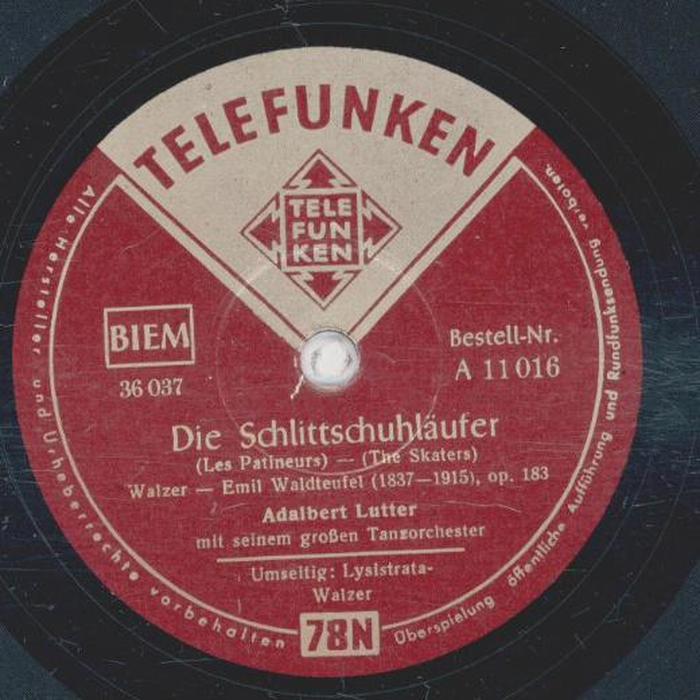 TELEFUNKEN
TELE
FUN
KEN
BIEM
36 037
Bestell-Nr.
A 11 016
Die Schlittschuhläufer
(Les Patineurs) — (The Skaters)
Walzer — Emil Waldteufel (1837—1915), op. 183
Adalbert Lutter
mit seinem großen Tanzorchester
Umseitig: Lysistrata-
Walzer
78N
Alle Hersteller und Urheberrechte vorbehalten
Überspielung öffentliche Aufführung und Rundfunksendung verboten.